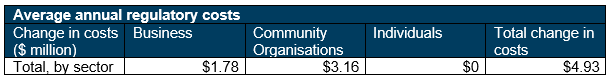 Average annual regulatory costs
Change in costs ($ million) Business Community Organisations Individuals Total change in costs
Total, by sector $1.78 $3.16 $0 $4.93